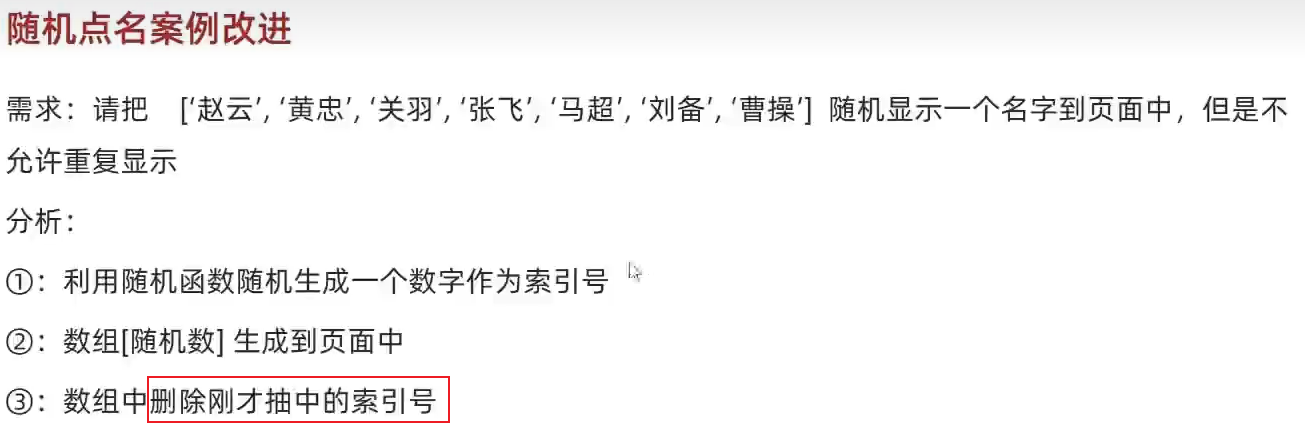 随机点名案例改进
需求：请把 [‘赵云’, ‘黄忠’, ‘关羽’, ‘张飞’, ‘马超’, ‘刘备’, ‘曹操’] 随机显示一个名字到页面中，但是不
允许重复显示
分析：
①：利用随机函数随机生成一个数字作为索引号
②：数组[随机数] 生成到页面中
③：数组中删除刚才抽中的索引号